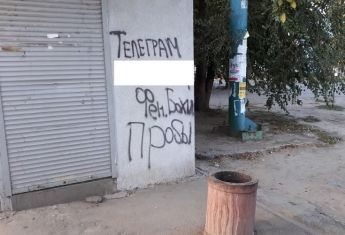 Телеграм
Фен. Бошки
Пробы